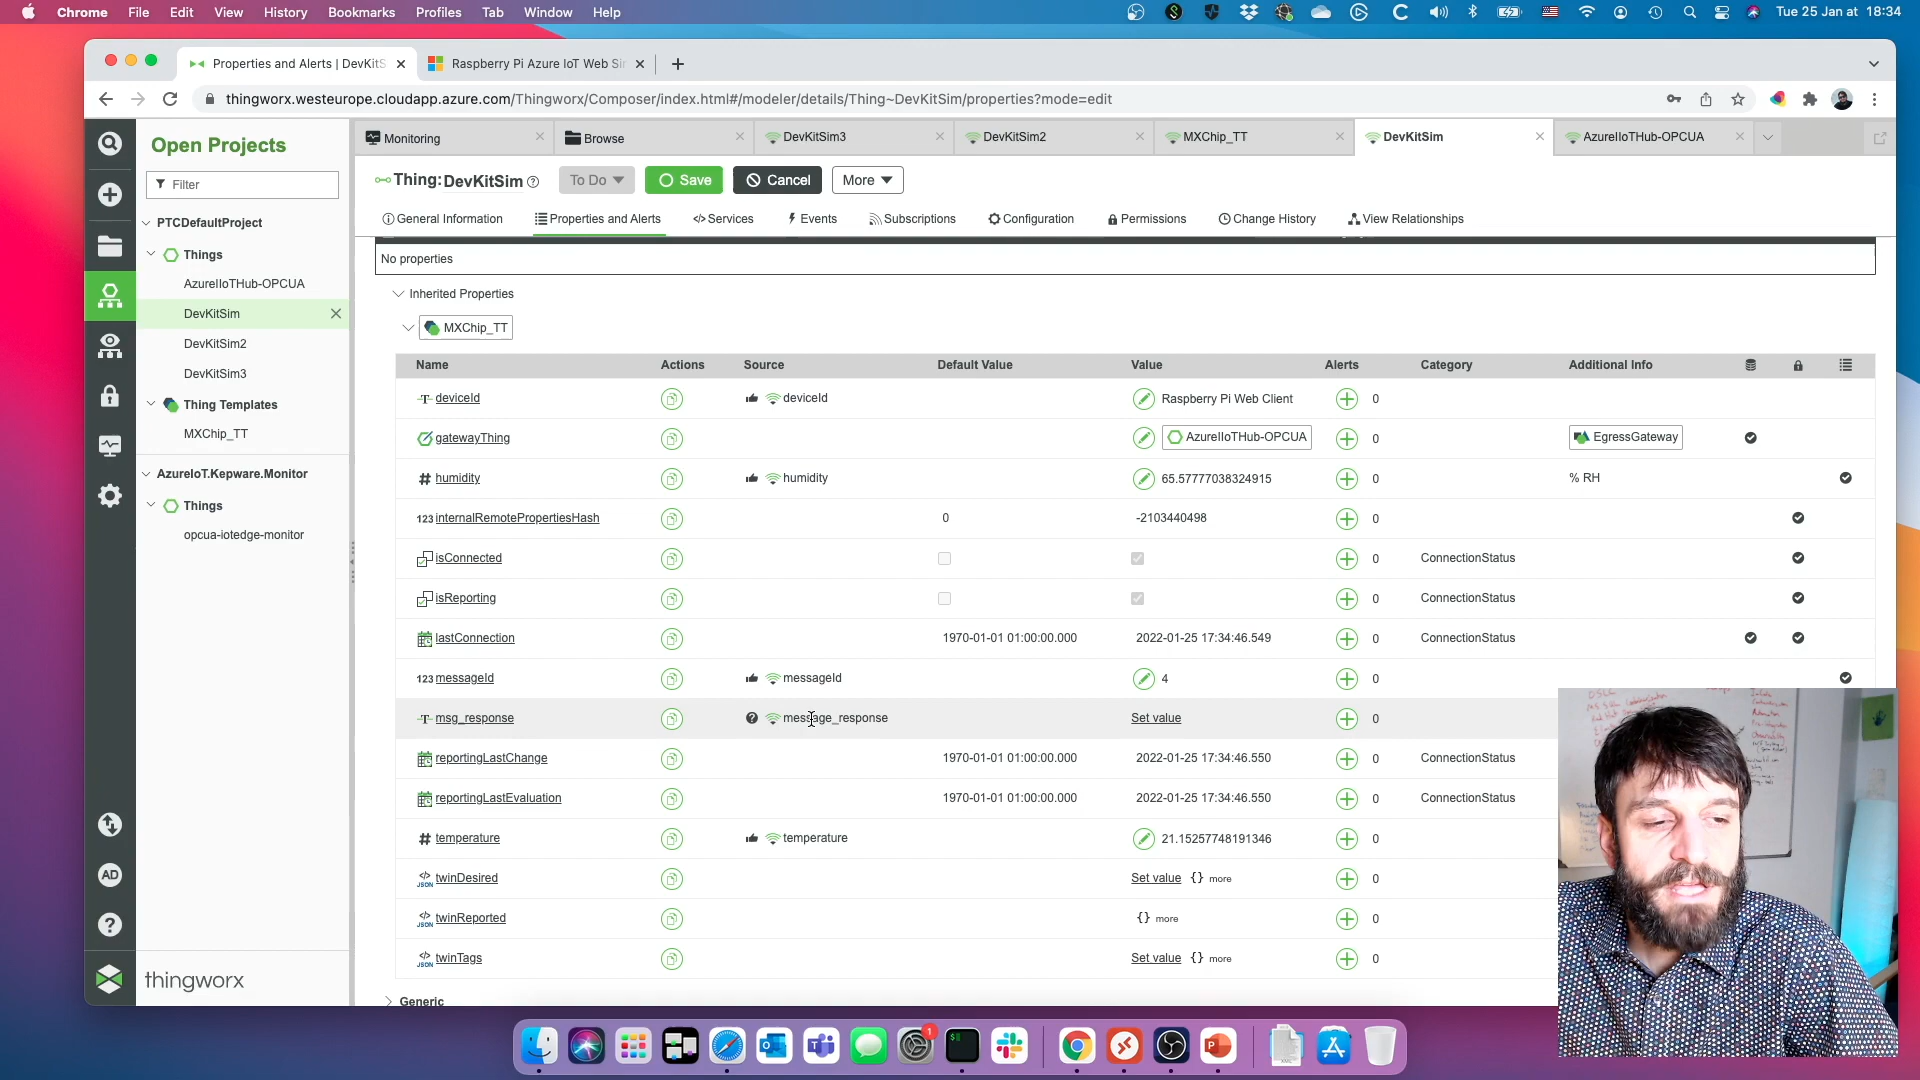 Chrome File Edit View History Bookmarks Profiles Tab Window Help Tue 25 Jan at 18:34
Properties and Alerts | DevKitS Raspberry Pi Azure IoT Web Si
thingworx.westeurope.cloudapp.azure.com/Thingworx/Composer/index.html#/modeler/details/Thing~DevKitSim/properties?mode=edit
Open Projects
Filter
PTCDefaultProject
Things
AzureIIoTHub-OPCUA
DevKitSim
DevKitSim2
DevKitSim3
Thing Templates
MXChip_TT
AzureIoT.Kepware.Monitor
Things
opcua-iotedge-monitor
AD
thingworx
Monitoring Browse DevKitSim3 DevKitSim2 MXChip_TT DevKitSim AzureIIoTHub-OPCUA
Thing: DevKitSim To Do Save Cancel More
General Information Properties and Alerts Services Events Subscriptions Configuration Permissions Change History View Relationships
No properties
Inherited Properties
MXChip_TT
Name Actions Source Default Value Value Alerts Category Additional Info
T deviceId deviceId Raspberry Pi Web Client 0
gatewayThing AzureIIoTHub-OPCUA 0 EgressGateway
# humidity humidity 65.57777038324915 0 % RH
123 internalRemotePropertiesHash 0 -2103440498 0
isConnected 0 ConnectionStatus
isReporting 0 ConnectionStatus
lastConnection 1970-01-01 01:00:00.000 2022-01-25 17:34:46.549 0 ConnectionStatus
123 messageId messageId 4 0
T msg_response message_response Set value 0
reportingLastChange 1970-01-01 01:00:00.000 2022-01-25 17:34:46.550 0 ConnectionStatus
reportingLastEvaluation 1970-01-01 01:00:00.000 2022-01-25 17:34:46.550 0 ConnectionStatus
# temperature temperature 21.15257748191346 0
JSON twinDesired Set value {} more 0
JSON twinReported {} more 0
JSON twinTags Set value {} more 0
Generic
1